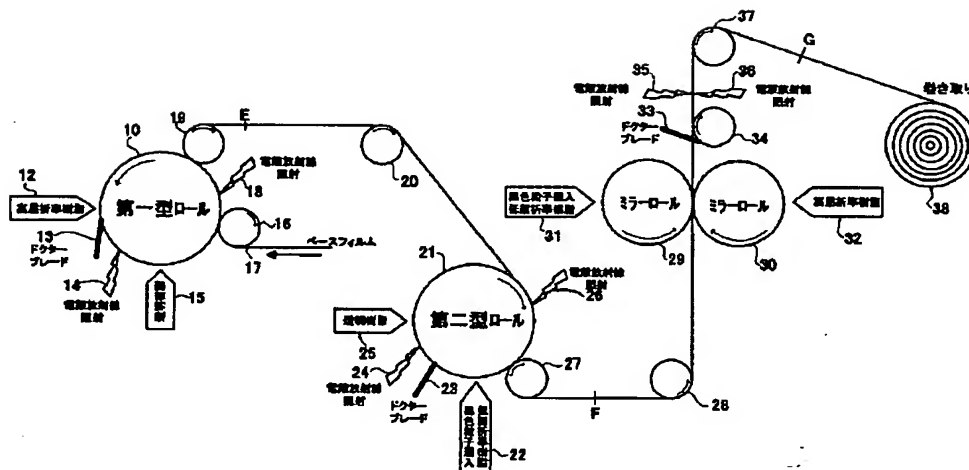 37
G
35
36
電離放射線
照射
電離放射線
照射
巻き取り
33
ドクター
ブレード
34
38
E
10
19
12
高屈折率樹脂
13
ドクター
ブレード
第一型ロール
電離放射線
照射
18
16
ベースフィルム
17
14
電離放射線
照射
15
20
黒色粒子混入
低屈折率樹脂
31
ミラーロール
29
ミラーロール
30
高屈折率樹脂
32
21
電離放射線
照射
26
第二型ロール
透明樹脂
25
24
電離放射線
照射
23
ドクター
ブレード
27
28
F
黒色粒子混入
低屈折率樹脂
22